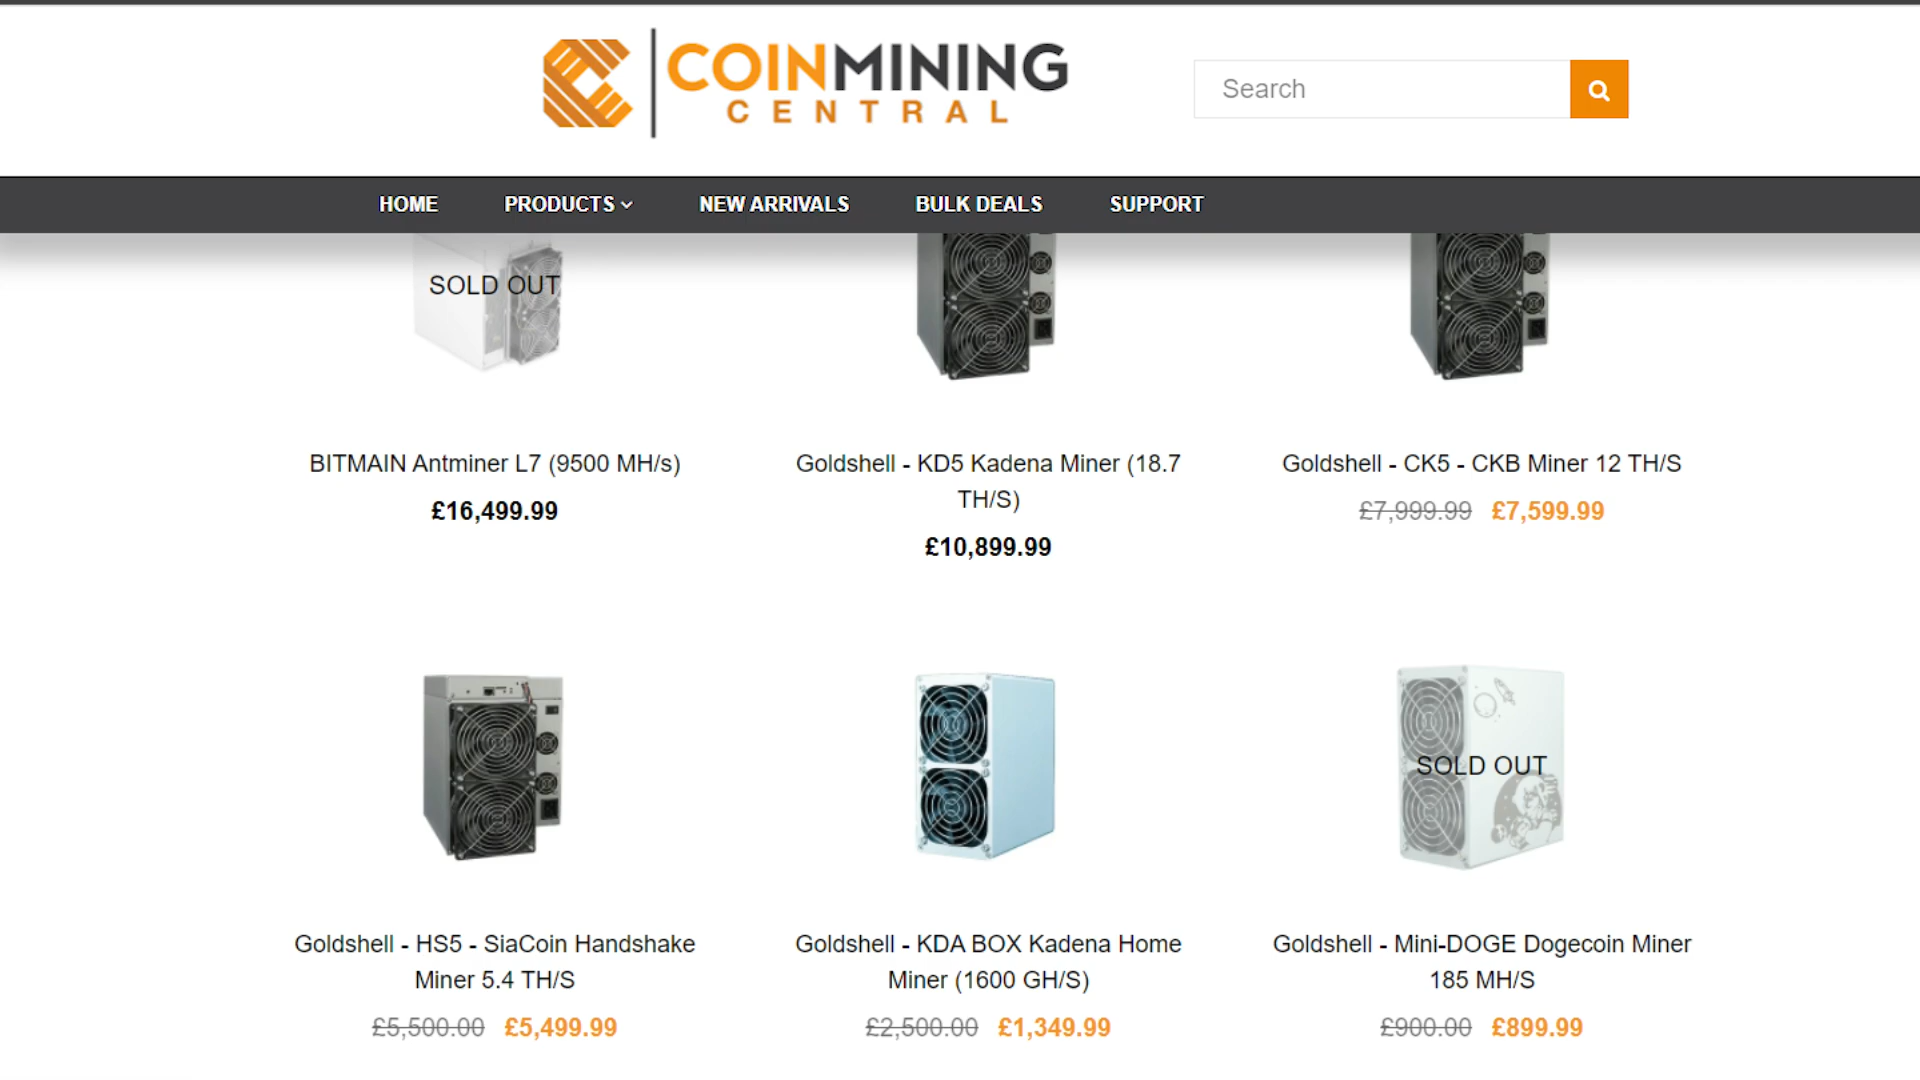 COINMINING
CENTRAL
Search
HOME PRODUCTS NEW ARRIVALS BULK DEALS SUPPORT
SOLD OUT
BITMAIN Antminer L7 (9500 MH/s)
£16,499.99
Goldshell - KD5 Kadena Miner (18.7
TH/S)
£10,899.99
Goldshell - CK5 - CKB Miner 12 TH/S
£7,999.99 £7,599.99
SOLD OUT
Goldshell - HS5 - SiaCoin Handshake
Miner 5.4 TH/S
£5,500.00 £5,499.99
Goldshell - KDA BOX Kadena Home
Miner (1600 GH/S)
£2,500.00 £1,349.99
Goldshell - Mini-DOGE Dogecoin Miner
185 MH/S
£900.00 £899.99